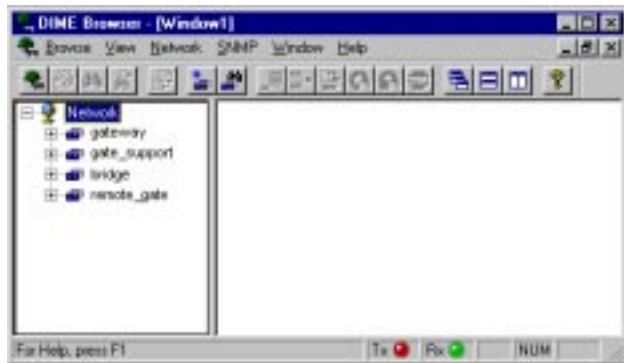 DIME Browser - [Window1]
Browse View Network SNMP Window Help
Network
gateway
gate_support
bridge
remote_gate
For Help, press F1 Tx Rx NUM